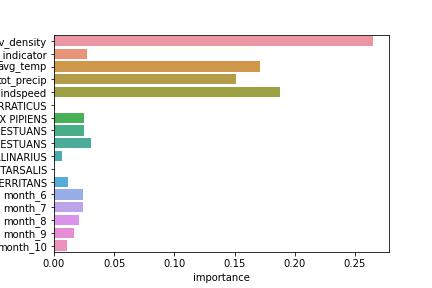 v_density
indicator
avg_temp
tot_precip
indspeed
RRATICUS
X PIPIENS
ESTUANS
ESTUANS
LINARIUS
TARSALIS
ERRITANS
month_6
month_7
month_8
month_9
month_10
0.00 0.05 0.10 0.15 0.20 0.25
importance